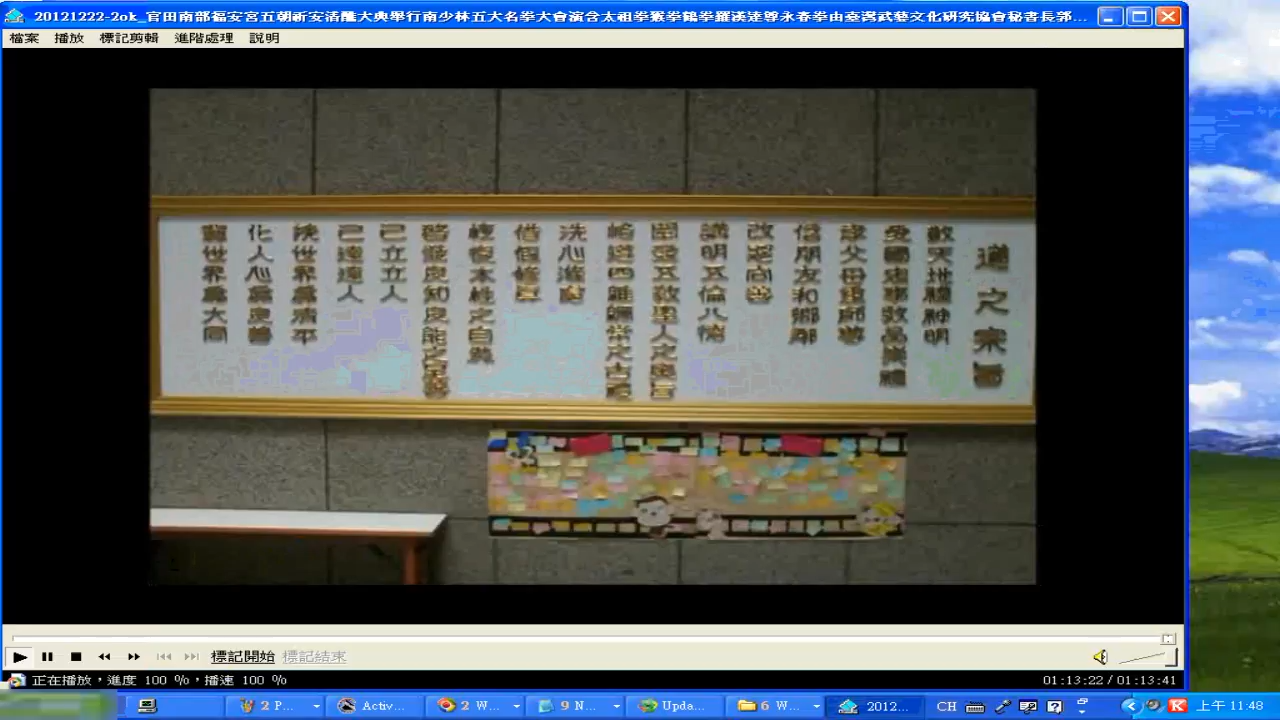 20121222-2ok_官田南部福安宮五朝祈安清醮大典舉行南少林五大名拳大會演含太祖拳猴拳鶴拳羅漢達尊永春拳由臺灣武藝文化研究協會秘書長郭...
檔案 播放 標記剪輯 進階處理 說明
道之宗旨
敬天地禮神明
愛國忠事敦品崇禮
孝父母重師尊
信朋友和鄉鄰
改惡向善
講明五倫八德
闡發五教聖人之奧旨
恪遵四維綱常之古禮
洗心滌慮
借假修真
恢復本性之自然
啓發良知良能之至善
己立立人
己達達人
挽世界為清平
化人心為良善
冀世界為大同
標記開始 標記結束
正在播放，進度 100 %，播速 100 %
01:13:22 / 01:13:41
2 P...
Activ...
2 W...
9 N...
Upda...
6 W...
2012...
CH
上午 11:48